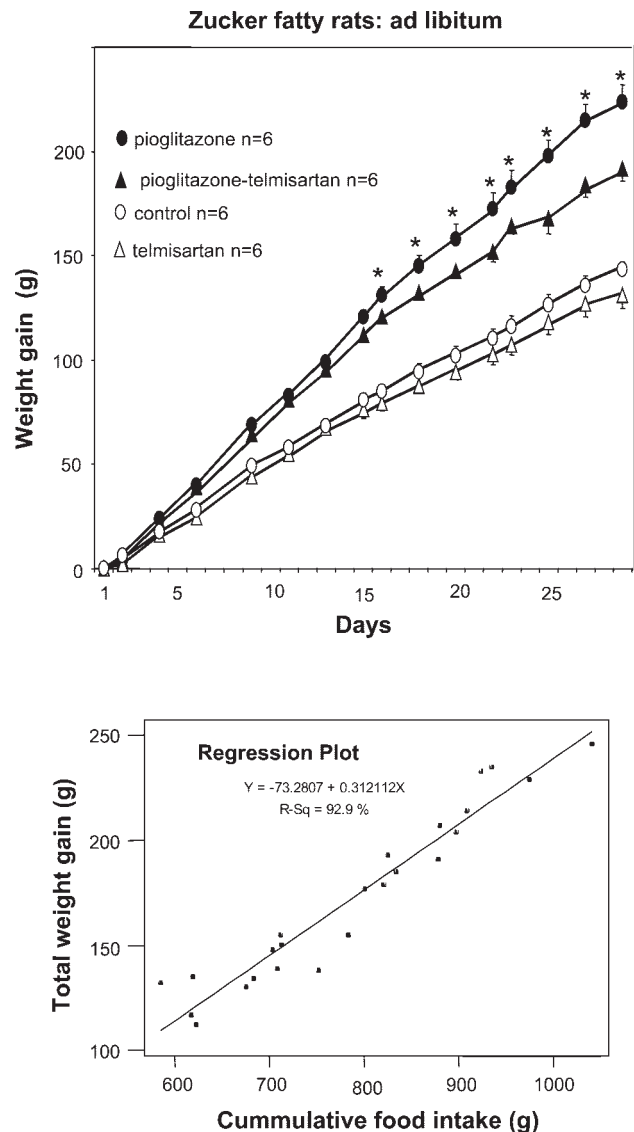 Zucker fatty rats: ad libitum
Weight gain (g)
200
150
100
50
0
pioglitazone n=6
pioglitazone-telmisartan n=6
control n=6
telmisartan n=6
* * * * * * * *
1 5 10 15 20 25
Days
Total weight gain (g)
250
200
150
100
Regression Plot
Y = -73.2807 + 0.312112X
R-Sq = 92.9 %
600 700 800 900 1000
Cummulative food intake (g)